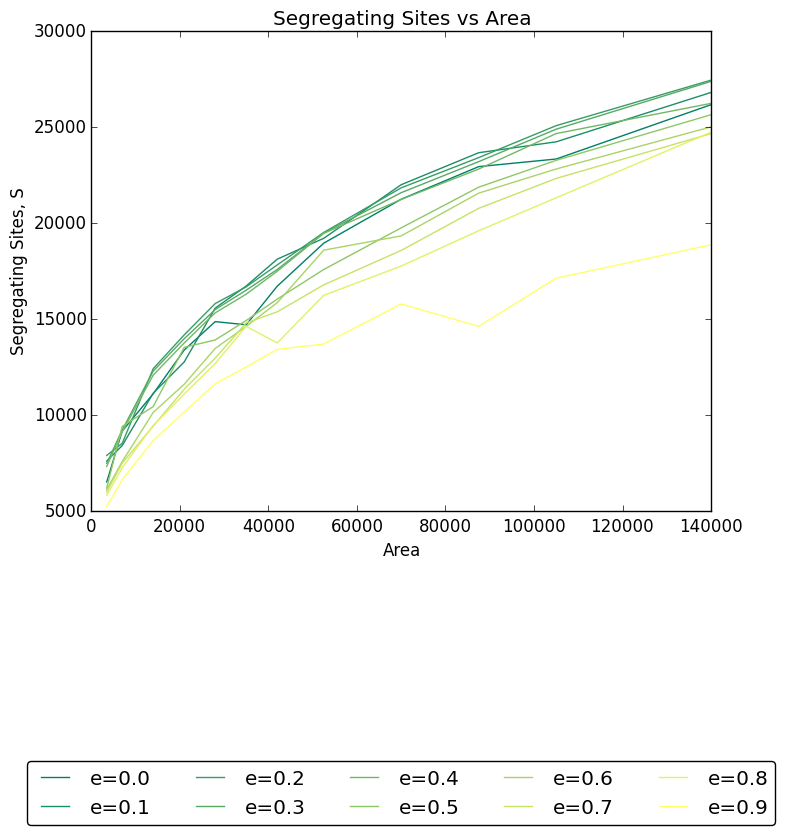 Segregating Sites vs Area
30000
25000
20000
15000
10000
5000
Segregating Sites, S
0 20000 40000 60000 80000 100000 120000 140000
Area
e=0.0 e=0.2 e=0.4 e=0.6 e=0.8
e=0.1 e=0.3 e=0.5 e=0.7 e=0.9